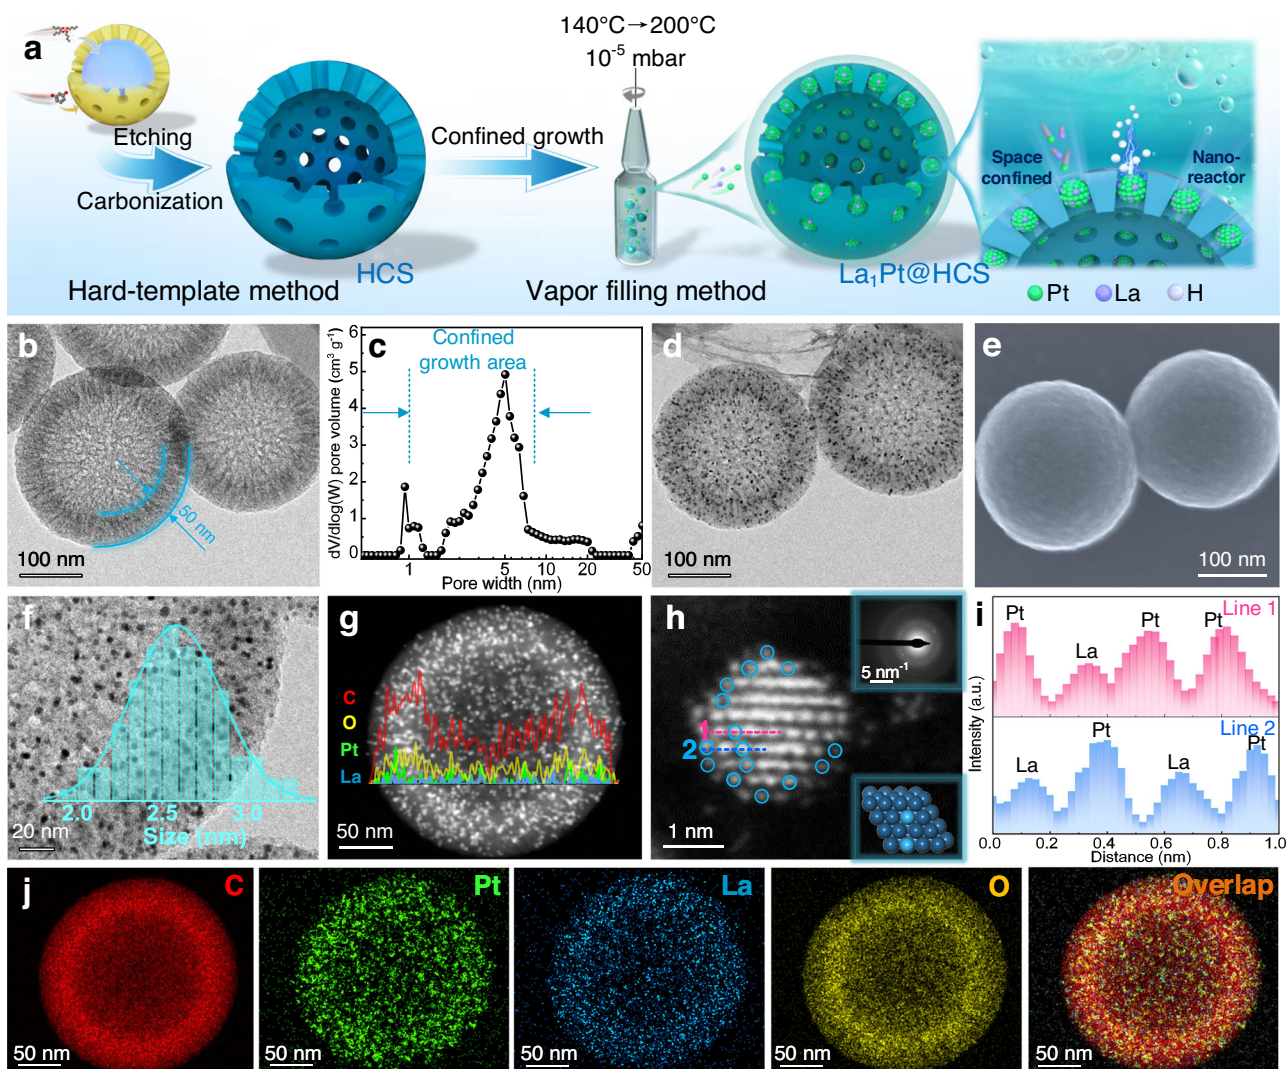 a
140°C→200°C
10⁻⁵ mbar
Etching
Carbonization
Confined growth
Space
confined
Nano-
reactor
HCS
La₁Pt@HCS
Hard-template method
Vapor filling method
Pt
La
H
b
50 nm
100 nm
c
Confined
growth area
dV/dlog(W) pore volume (cm³ g⁻¹)
6
5
4
3
2
1
0
1
5
10
20
50
Pore width (nm)
d
100 nm
e
100 nm
f
2.0
2.5
3.0
Size (nm)
20 nm
g
C
O
Pt
La
50 nm
h
5 nm⁻¹
1
2
1 nm
i
Line 1
Pt
La
Pt
Pt
Line 2
La
Pt
La
Pt
Intensity (a.u.)
0.0
0.2
0.4
0.6
0.8
1.0
Distance (nm)
j
C
50 nm
Pt
50 nm
La
50 nm
O
50 nm
Overlap
50 nm